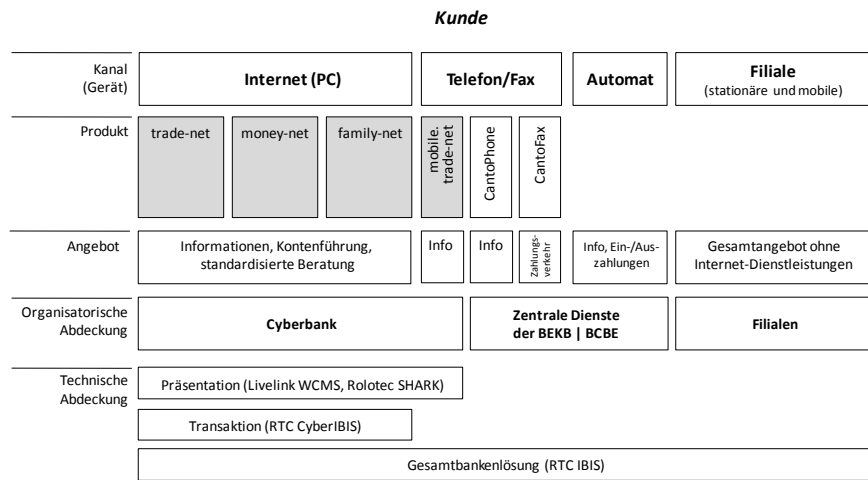 Kunde
Kanal
(Gerät)
Internet (PC)
Telefon/Fax
Automat
Filiale
(stationäre und mobile)
Produkt
trade-net
money-net
family-net
mobile.
trade-net
CantoPhone
CantoFax
Angebot
Informationen, Kontenführung,
standardisierte Beratung
Info
Info
Zahlungs-
verkehr
Info, Ein-/Aus-
zahlungen
Gesamtangebot ohne
Internet-Dienstleistungen
Organisatorische
Abdeckung
Cyberbank
Zentrale Dienste
der BEKB | BCBE
Filialen
Technische
Abdeckung
Präsentation (Livelink WCMS, Rolotec SHARK)
Transaktion (RTC CyberIBIS)
Gesamtbankenlösung (RTC IBIS)